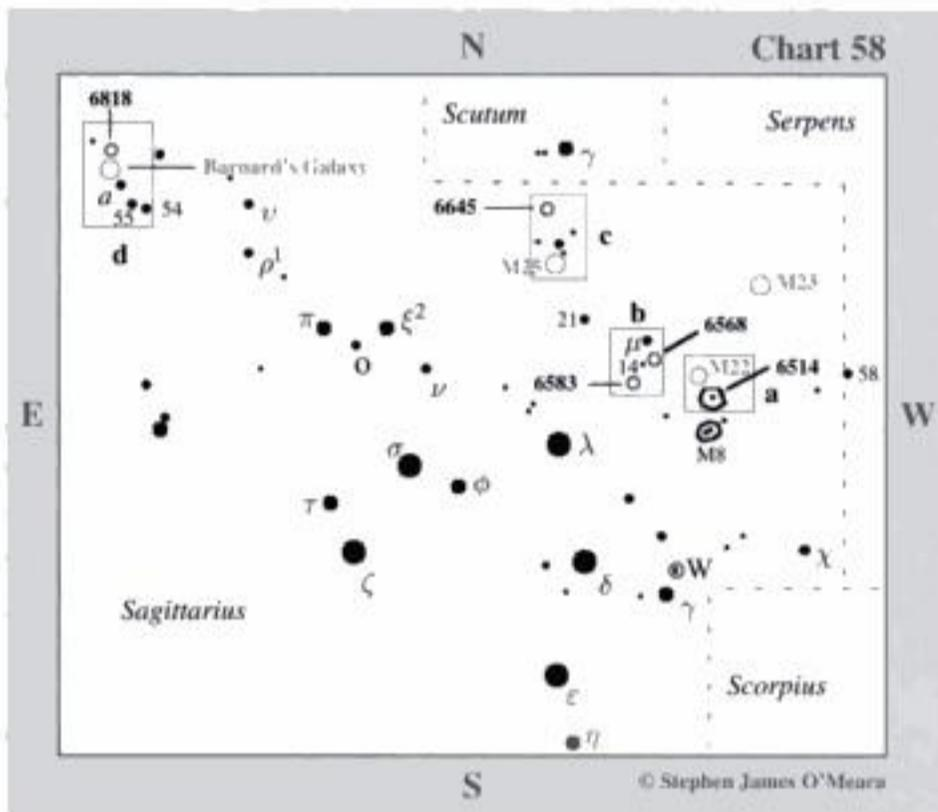 N
Chart 58
6818
Scutum
Serpens
γ
Barnard's Galaxy
a
55
54
υ
6645
c
d
ρ1
M25
M23
π
ξ2
21
b
6568
μ
ο
14
M22
6514
58
ν
6583
a
E
W
M8
σ
λ
φ
τ
W
χ
ζ
δ
γ
Sagittarius
ε
Scorpius
η
S
© Stephen James O'Meara